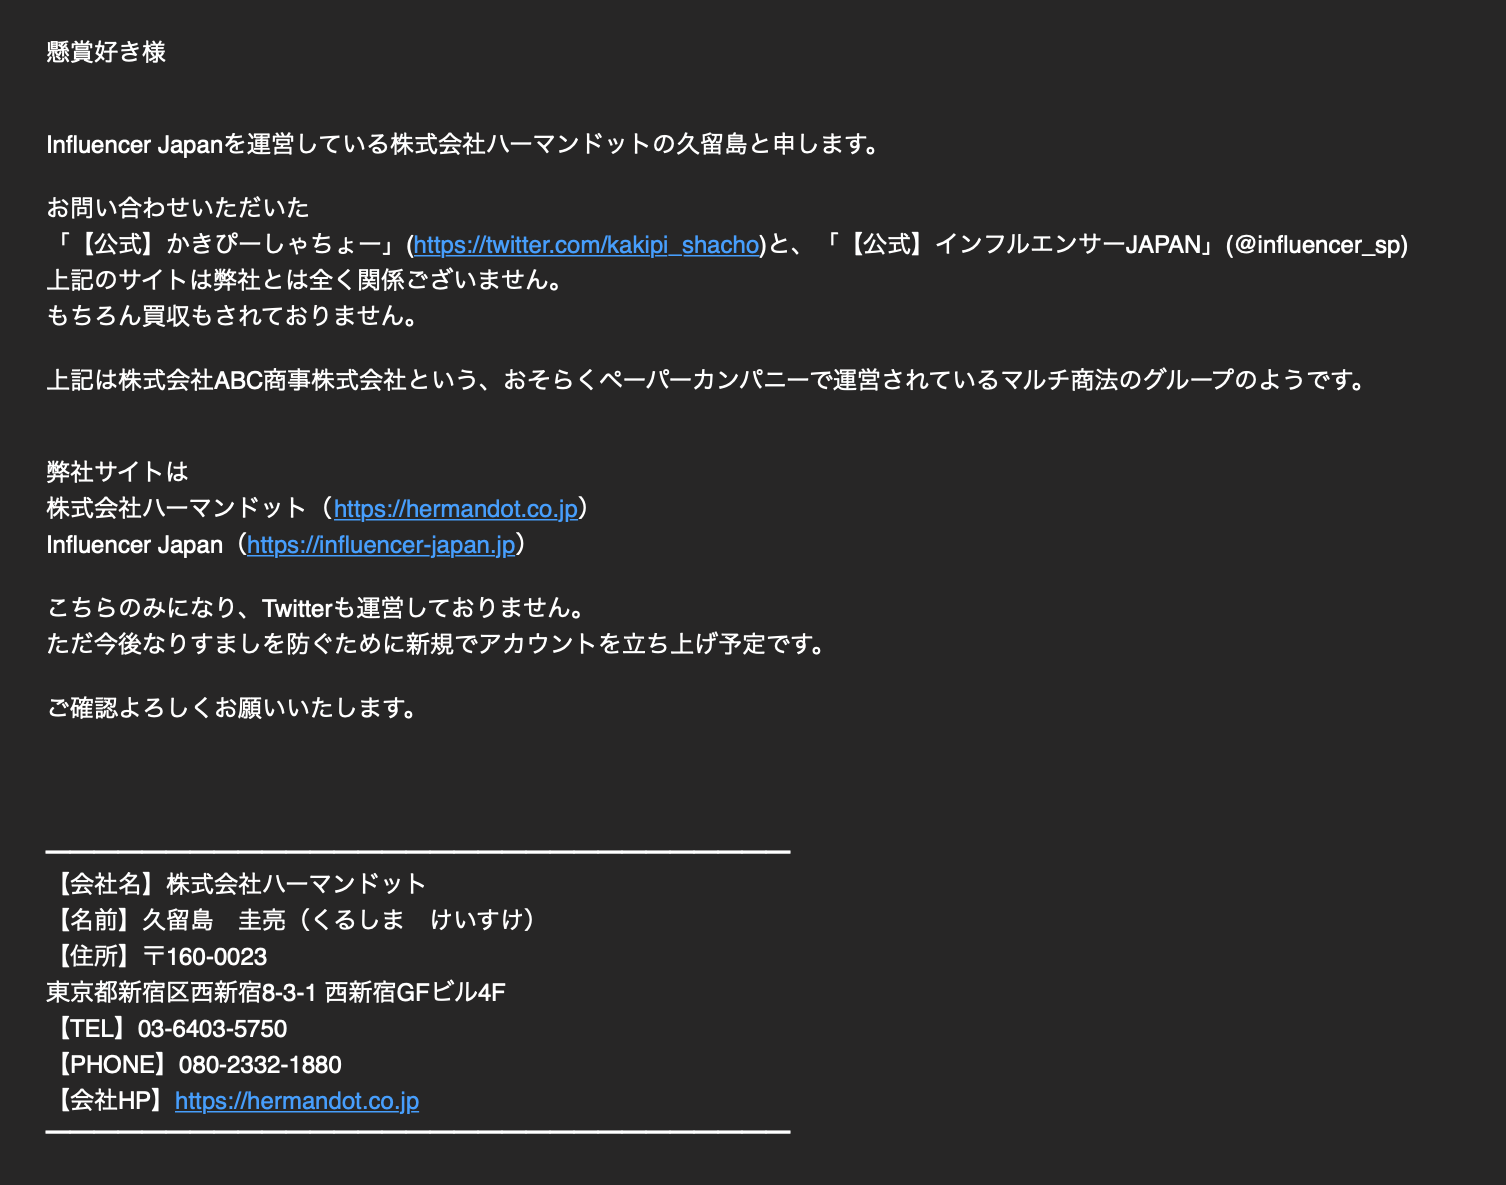 懸賞好き様
Influencer Japanを運営している株式会社ハーマンドットの久留島と申します。
お問い合わせいただいた
「【公式】かきぴーしゃちょー」(https://twitter.com/kakipi_shacho)と、「【公式】インフルエンサーJAPAN」(@influencer_sp)
上記のサイトは弊社とは全く関係ございません。
もちろん買収もされておりません。
上記は株式会社ABC商事株式会社という、おそらくペーパーカンパニーで運営されているマルチ商法のグループのようです。
弊社サイトは
株式会社ハーマンドット（https://hermandot.co.jp）
Influencer Japan（https://influencer-japan.jp）
こちらのみになり、Twitterも運営しておりません。
ただ今後なりすましを防ぐために新規でアカウントを立ち上げ予定です。
ご確認よろしくお願いいたします。
【会社名】株式会社ハーマンドット
【名前】久留島　圭亮（くるしま　けいすけ）
【住所】〒160-0023
東京都新宿区西新宿8-3-1 西新宿GFビル4F
【TEL】03-6403-5750
【PHONE】080-2332-1880
【会社HP】https://hermandot.co.jp